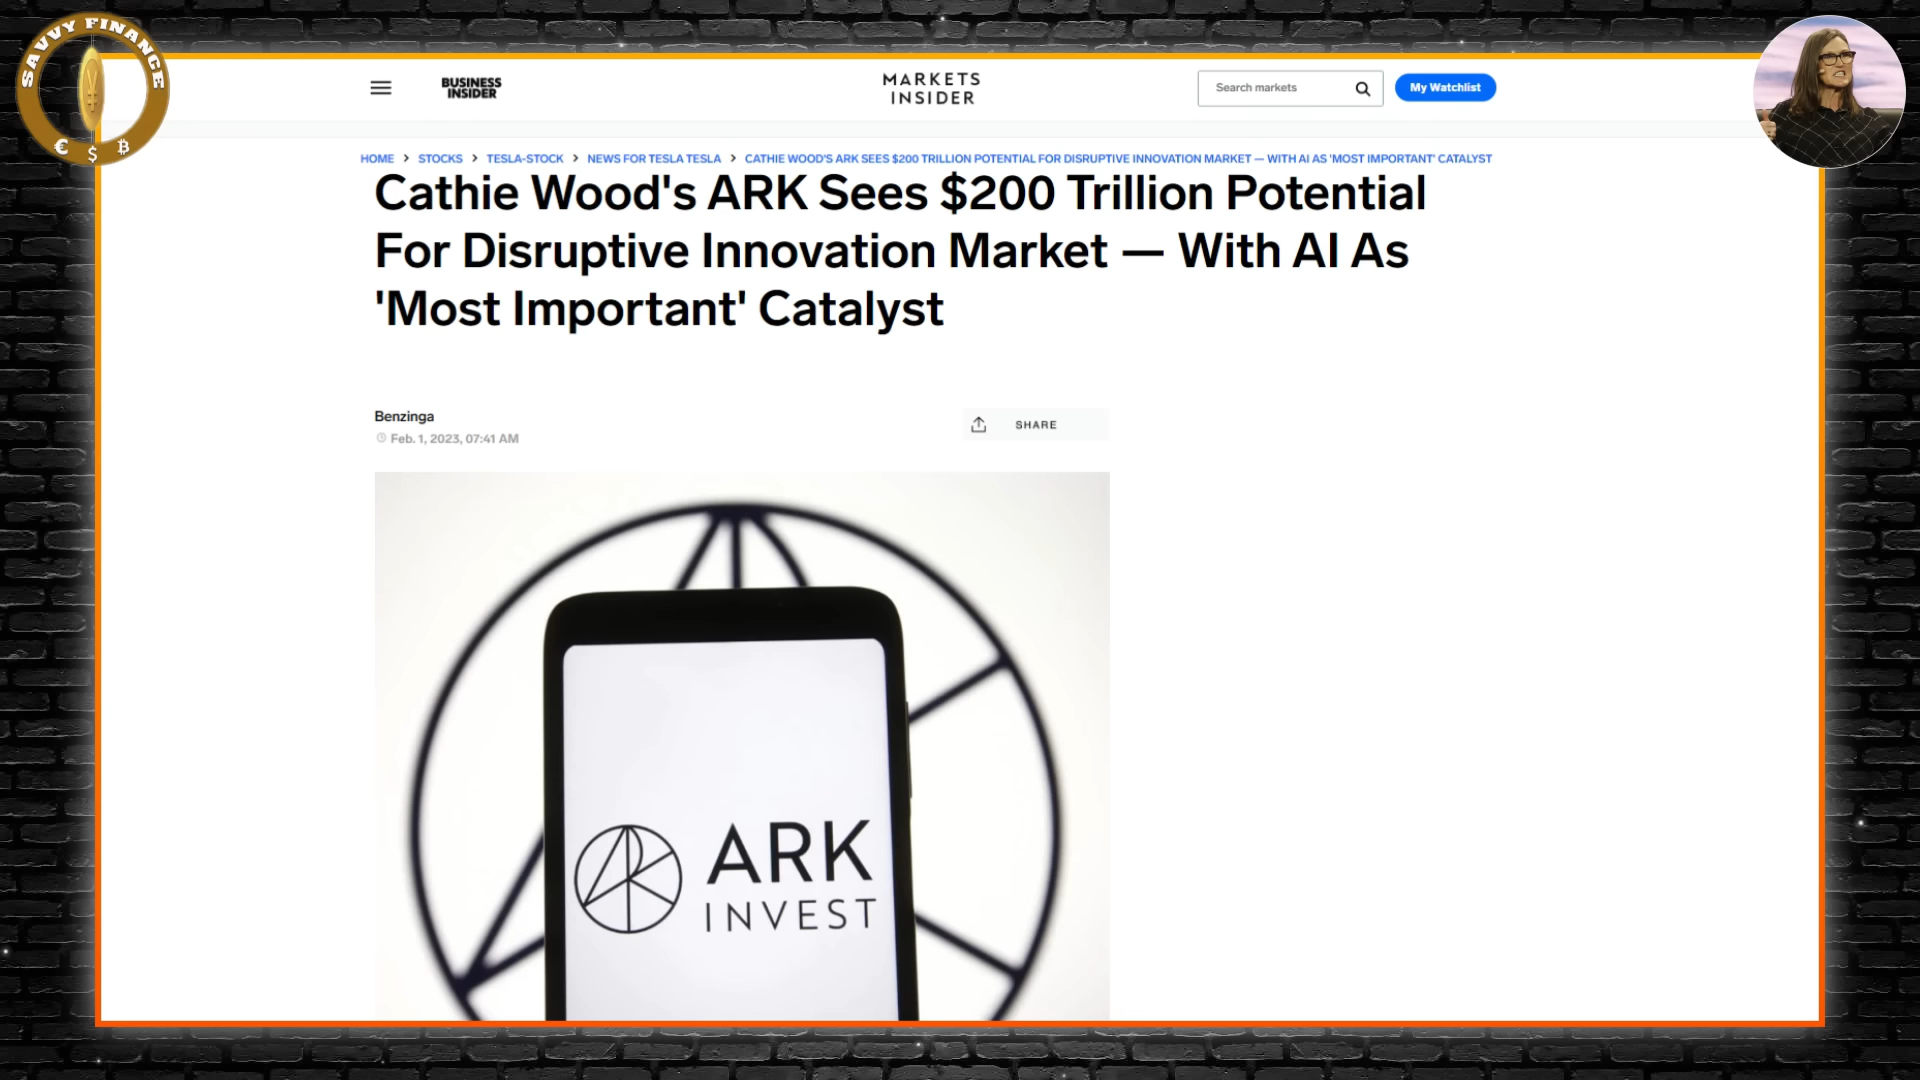 SAVVY FINANCE
€ $ ₿
BUSINESS
INSIDER
MARKETS
INSIDER
Search markets
My Watchlist
HOME > STOCKS > TESLA-STOCK > NEWS FOR TESLA TESLA > CATHIE WOOD'S ARK SEES $200 TRILLION POTENTIAL FOR DISRUPTIVE INNOVATION MARKET — WITH AI AS 'MOST IMPORTANT' CATALYST
Cathie Wood's ARK Sees $200 Trillion Potential
For Disruptive Innovation Market — With AI As
'Most Important' Catalyst
Benzinga
Feb. 1, 2023, 07:41 AM
SHARE
ARK
INVEST